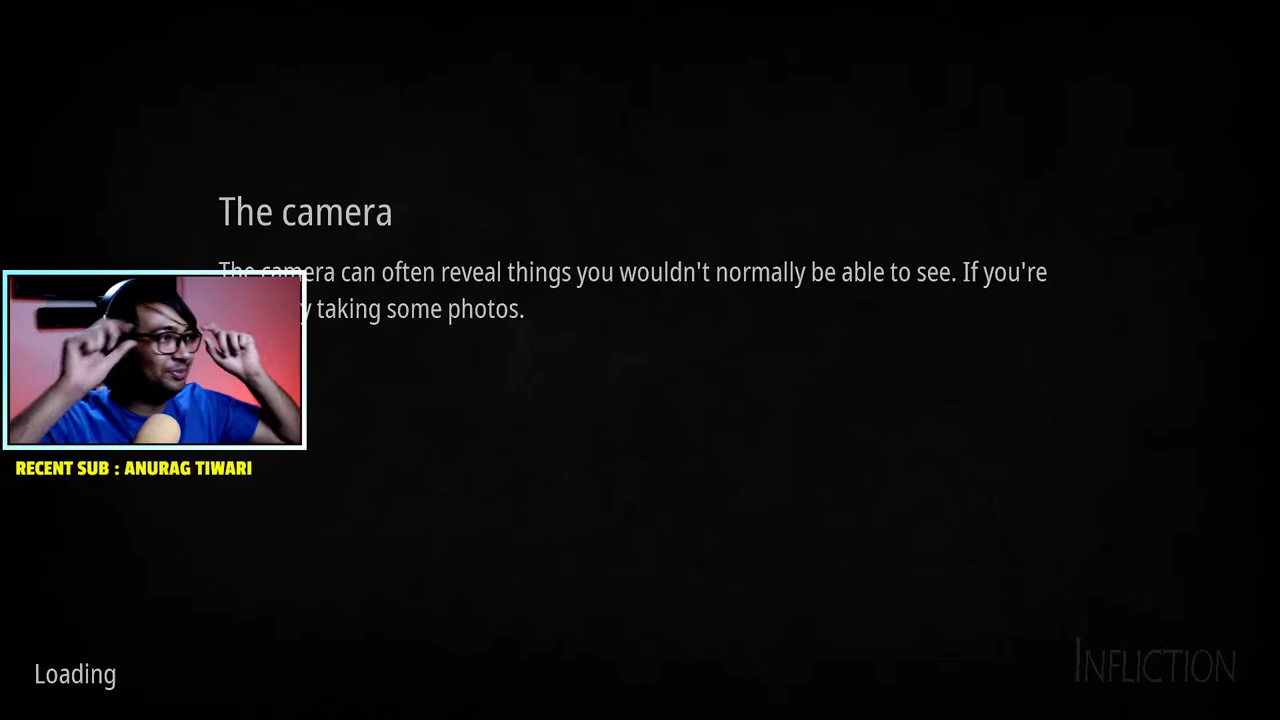 The camera
The camera can often reveal things you wouldn't normally be able to see. If you're
taking some photos.
RECENT SUB : ANURAG TIWARI
Loading
INFLICTION